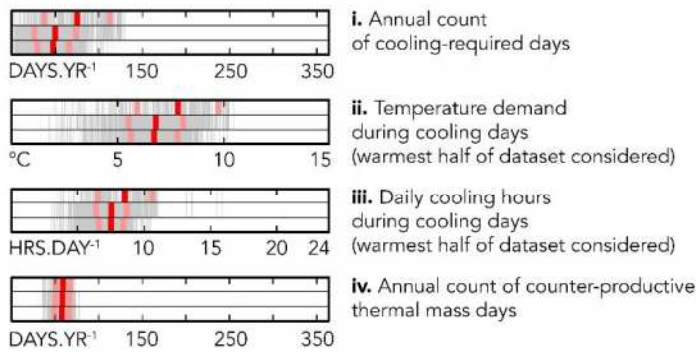 i. Annual count
of cooling-required days
DAYS.YR-1 150 250 350
ii. Temperature demand
during cooling days
(warmest half of dataset considered)
°C 5 10 15
iii. Daily cooling hours
during cooling days
(warmest half of dataset considered)
HRS.DAY-1 10 15 20 24
iv. Annual count of counter-productive
thermal mass days
DAYS.YR-1 150 250 350